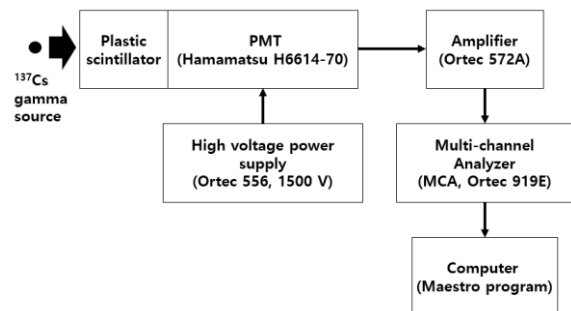 ¹³⁷Cs
gamma
source
Plastic
scintillator
PMT
(Hamamatsu H6614-70)
Amplifier
(Ortec 572A)
High voltage power
supply
(Ortec 556, 1500 V)
Multi-channel
Analyzer
(MCA, Ortec 919E)
Computer
(Maestro program)